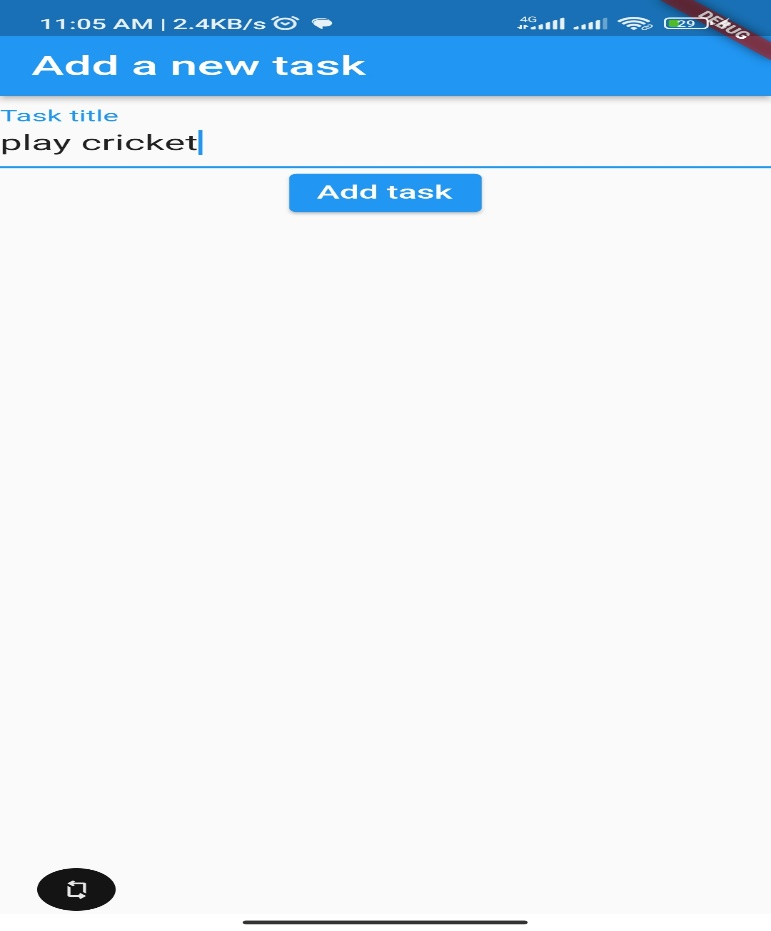 11:05 AM | 2.4KB/s
4G
29
DEBUG
Add a new task
Task title
play cricket
Add task